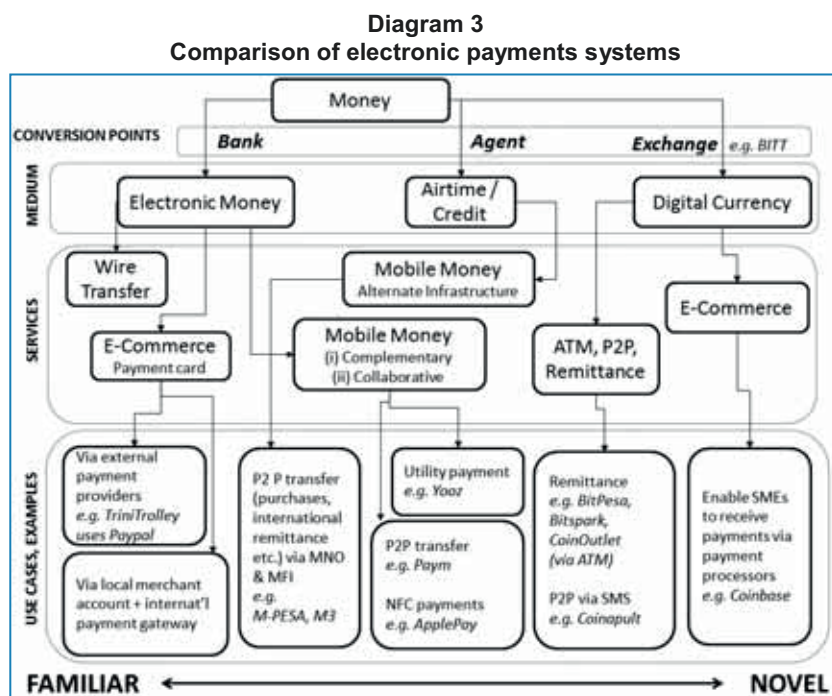 Diagram 3
Comparison of electronic payments systems
Money
CONVERSION POINTS
Bank
Agent
Exchange e.g. BITT
MEDIUM
Electronic Money
Airtime /
Credit
Digital Currency
SERVICES
Wire
Transfer
Mobile Money
Alternate Infrastructure
E-Commerce
E-Commerce
Payment card
Mobile Money
(i) Complementary
(ii) Collaborative
ATM, P2P,
Remittance
USE CASES, EXAMPLES
Via external
payment
providers
e.g. TriniTrolley
uses Paypol
Via local merchant
account + internat'l
payment gateway
P2 P transfer
(purchases,
international
remittance
etc.) via MNO
& MFI
e.g.
M-PESA, M3
Utility payment
e.g. Yooz
P2P transfer
e.g. Paym
NFC payments
e.g. ApplePay
Remittance
e.g. BitPesa,
Bitspark,
CoinOutlet
(via ATM)
P2P via SMS
e.g. Coinapult
Enable SMEs
to receive
payments via
payment
processors
e.g. Coinbase
FAMILIAR
NOVEL